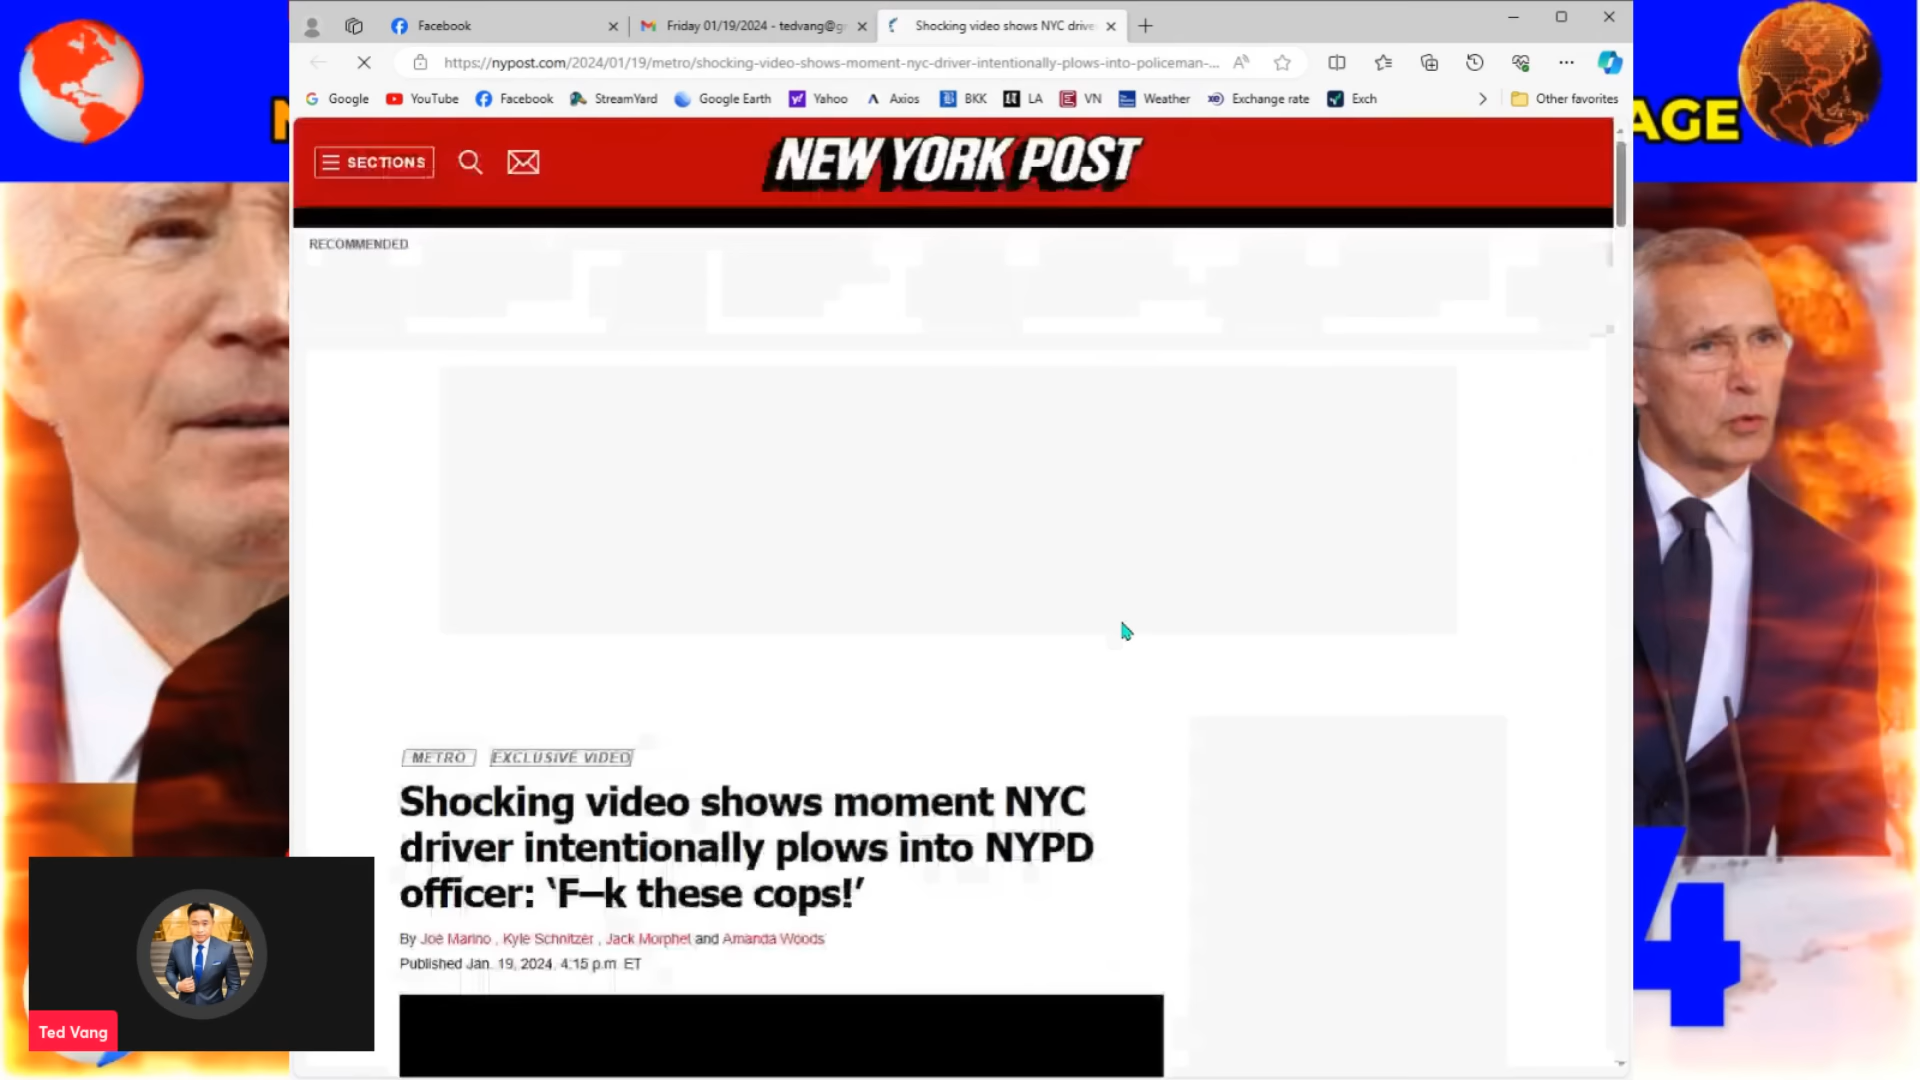 Facebook
Friday 01/19/2024 - tedvang@g
Shocking video shows NYC drive
https://nypost.com/2024/01/19/metro/shocking-video-shows-moment-nyc-driver-intentionally-plows-into-policeman-...
Google
YouTube
Facebook
StreamYard
Google Earth
Yahoo
Axios
BKK
LA
VN
Weather
Exchange rate
Exch
Other favorites
AGE
SECTIONS
NEW YORK POST
RECOMMENDED
METRO
EXCLUSIVE VIDEO
Shocking video shows moment NYC
driver intentionally plows into NYPD
officer: ‘F–k these cops!’
By Joe Marino , Kyle Schnitzer , Jack Morphet and Amanda Woods
Published Jan. 19, 2024, 4:15 p.m. ET
4
Ted Vang